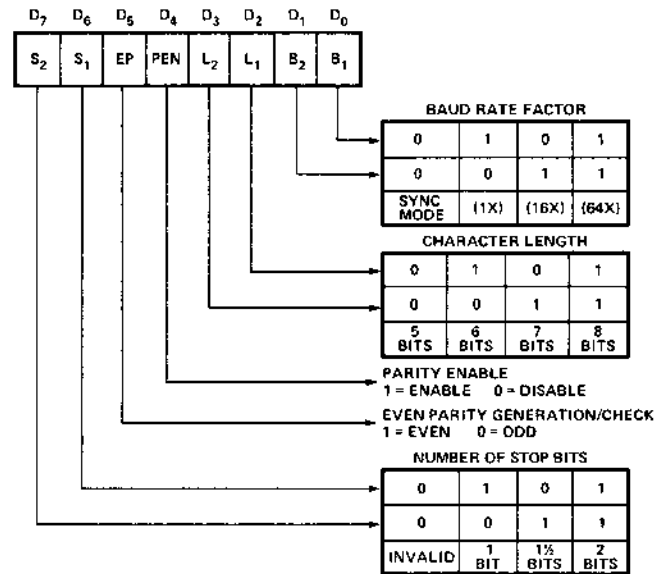 D7 D6 D5 D4 D3 D2 D1 D0
S2 S1 EP PEN L2 L1 B2 B1
BAUD RATE FACTOR
0 1 0 1
0 0 1 1
SYNC MODE (1X) (16X) (64X)
CHARACTER LENGTH
0 1 0 1
0 0 1 1
5 BITS 6 BITS 7 BITS 8 BITS
PARITY ENABLE
1 = ENABLE 0 = DISABLE
EVEN PARITY GENERATION/CHECK
1 = EVEN 0 = ODD
NUMBER OF STOP BITS
0 1 0 1
0 0 1 1
INVALID 1 BIT 1½ BITS 2 BITS